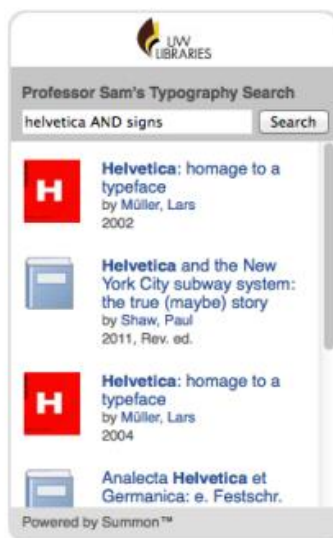 UW
LIBRARIES
Professor Sam's Typography Search
helvetica AND signs
Search
H
Helvetica: homage to a
typeface
by Müller, Lars
2002
Helvetica and the New
York City subway system:
the true (maybe) story
by Shaw, Paul
2011, Rev. ed.
H
Helvetica: homage to a
typeface
by Müller, Lars
2004
Analecta Helvetica et
Germanica: e. Festschr.
Powered by Summon™